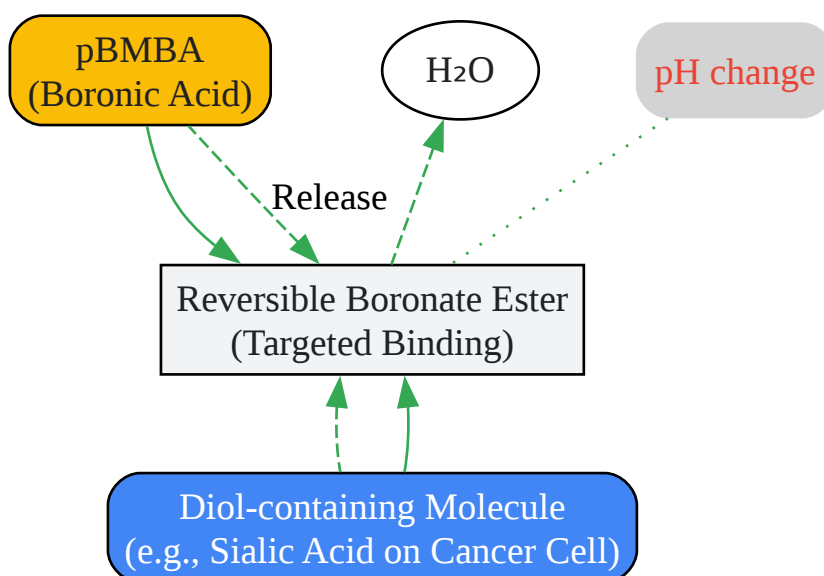 pBMBA
(Boronic Acid)
H₂O
pH change
Release
Reversible Boronate Ester
(Targeted Binding)
Diol-containing Molecule
(e.g., Sialic Acid on Cancer Cell)